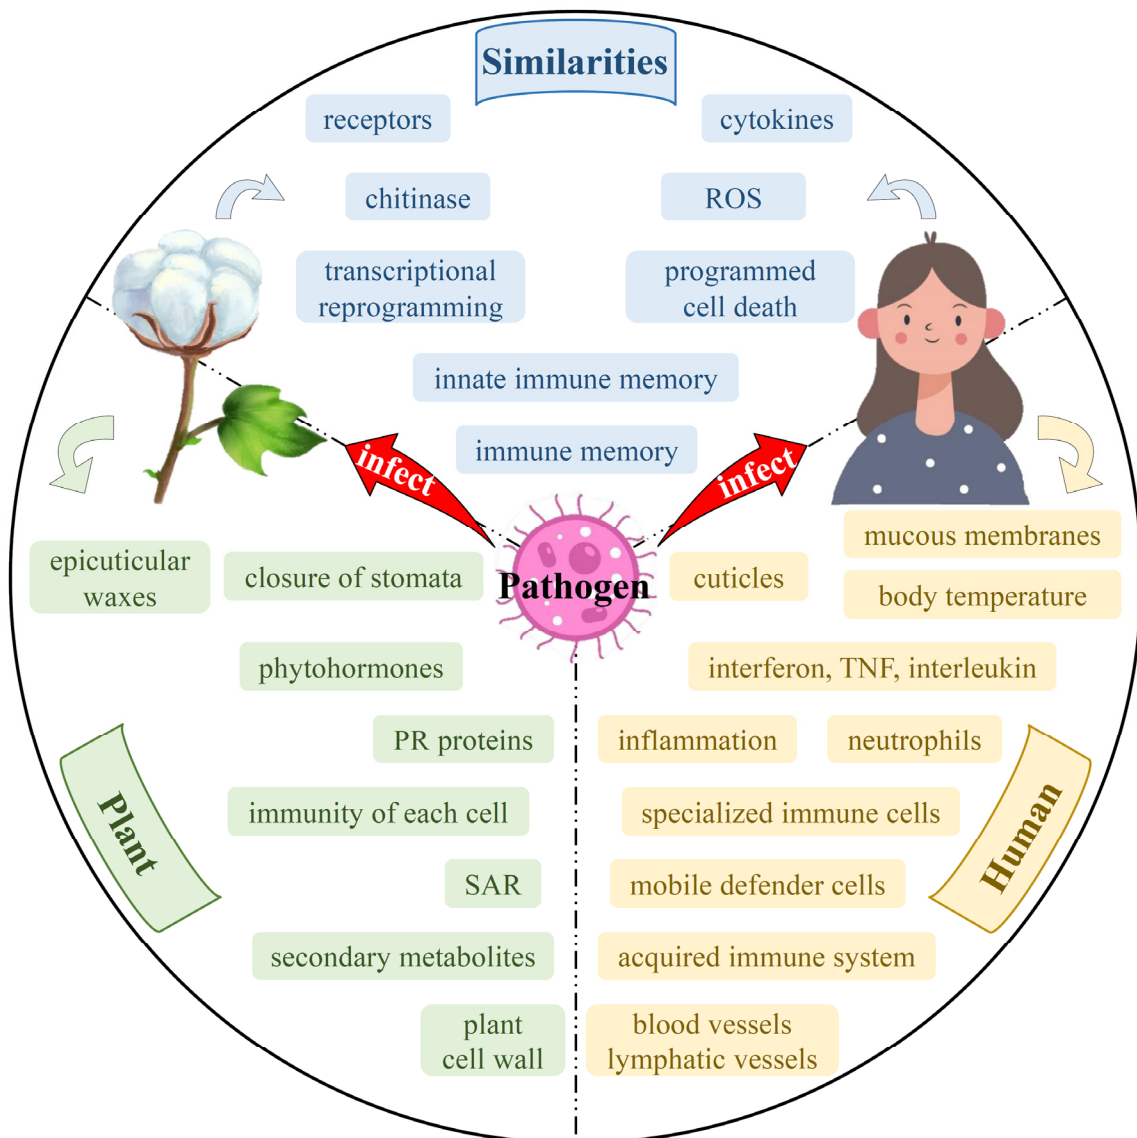 Similarities
receptors
cytokines
chitinase
ROS
transcriptional
reprogramming
programmed
cell death
innate immune memory
immune memory
infect
infect
Pathogen
epicuticular
waxes
closure of stomata
phytohormones
PR proteins
immunity of each cell
SAR
secondary metabolites
plant
cell wall
Plant
mucous membranes
cuticles
body temperature
interferon, TNF, interleukin
inflammation
neutrophils
specialized immune cells
mobile defender cells
acquired immune system
blood vessels
lymphatic vessels
Human